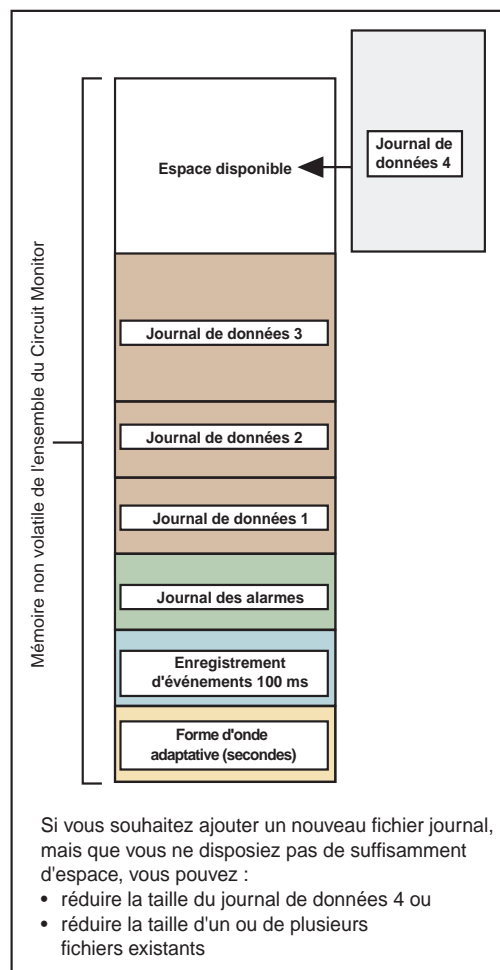 Journal de
données 4
Espace disponible
Journal de données 3
Mémoire non volatile de l'ensemble du Circuit Monitor
Journal de données 2
Journal de données 1
Journal des alarmes
Enregistrement
d'événements 100 ms
Forme d'onde
adaptative (secondes)
Si vous souhaitez ajouter un nouveau fichier journal,
mais que vous ne disposiez pas de suffisamment
d'espace, vous pouvez :
• réduire la taille du journal de données 4 ou
• réduire la taille d'un ou de plusieurs
fichiers existants